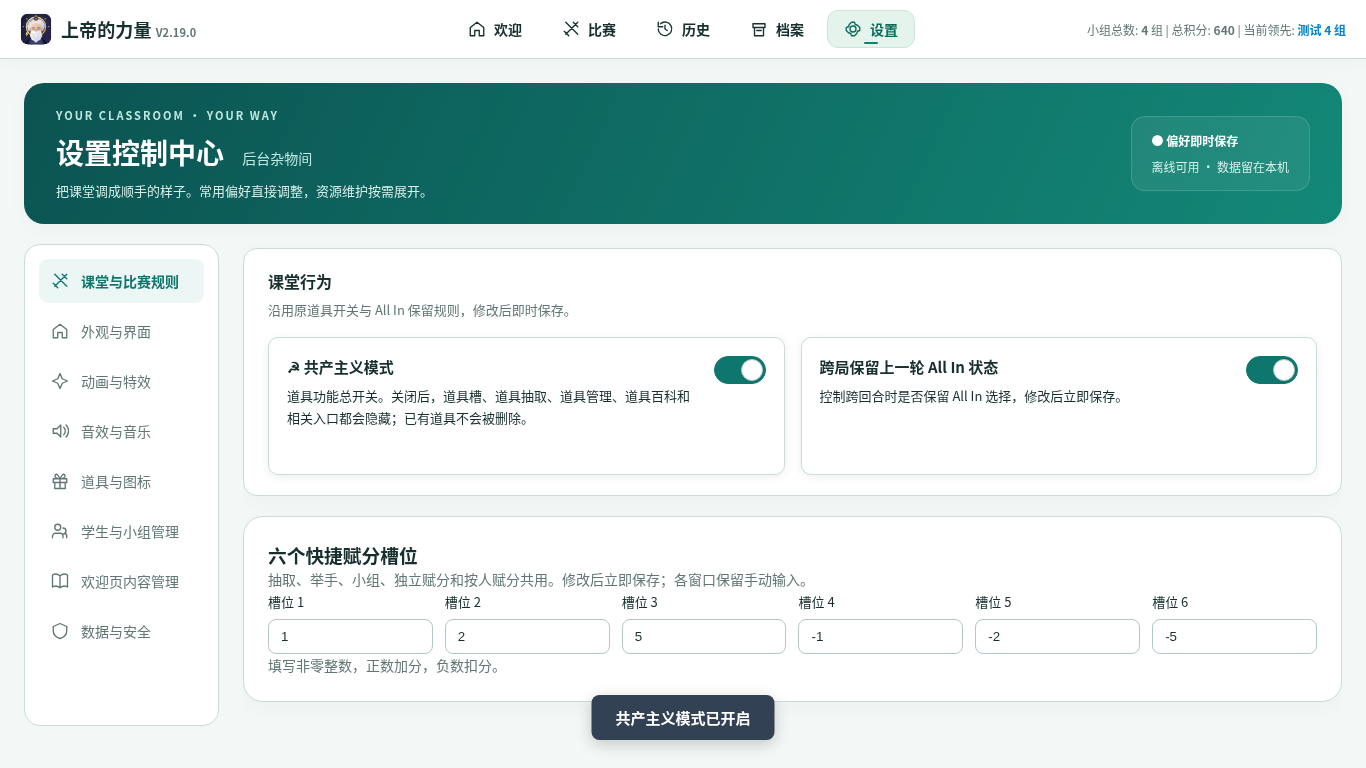 上帝的力量 V2.19.0
欢迎
比赛
历史
档案
设置
小组总数: 4 组 | 总积分: 640 | 当前领先: 测试 4 组
YOUR CLASSROOM · YOUR WAY
设置控制中心 后台杂物间
把课堂调成顺手的样子。常用偏好直接调整，资源维护按需展开。
偏好即时保存
离线可用 · 数据留在本机
课堂与比赛规则
外观与界面
动画与特效
音效与音乐
道具与图标
学生与小组管理
欢迎页内容管理
数据与安全
课堂行为
沿用原道具开关与 All In 保留规则，修改后即时保存。
☭ 共产主义模式
道具功能总开关。关闭后，道具槽、道具抽取、道具管理、道具百科和
相关入口都会隐藏；已有道具不会被删除。
跨局保留上一轮 All In 状态
控制跨回合时是否保留 All In 选择，修改后立即保存。
六个快捷赋分槽位
抽取、举手、小组、独立赋分和按人赋分共用。修改后立即保存；各窗口保留手动输入。
槽位 1
槽位 2
槽位 3
槽位 4
槽位 5
槽位 6
1
2
5
-1
-2
-5
填写非零整数，正数加分，负数扣分。
共产主义模式已开启